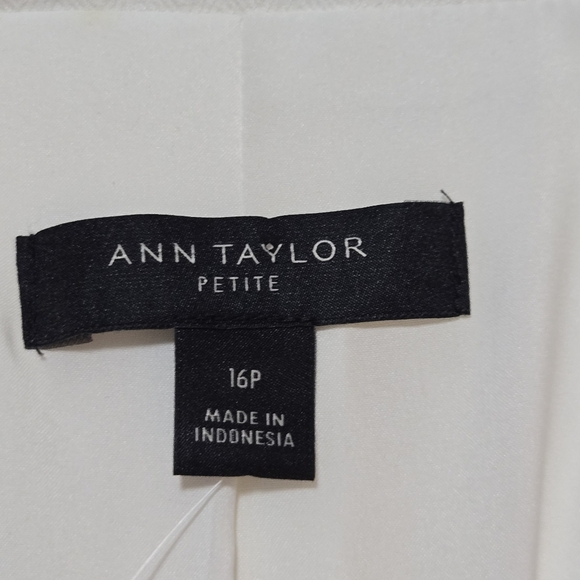 ANN TAYLOR
PETITE
16P
MADE IN
INDONESIA